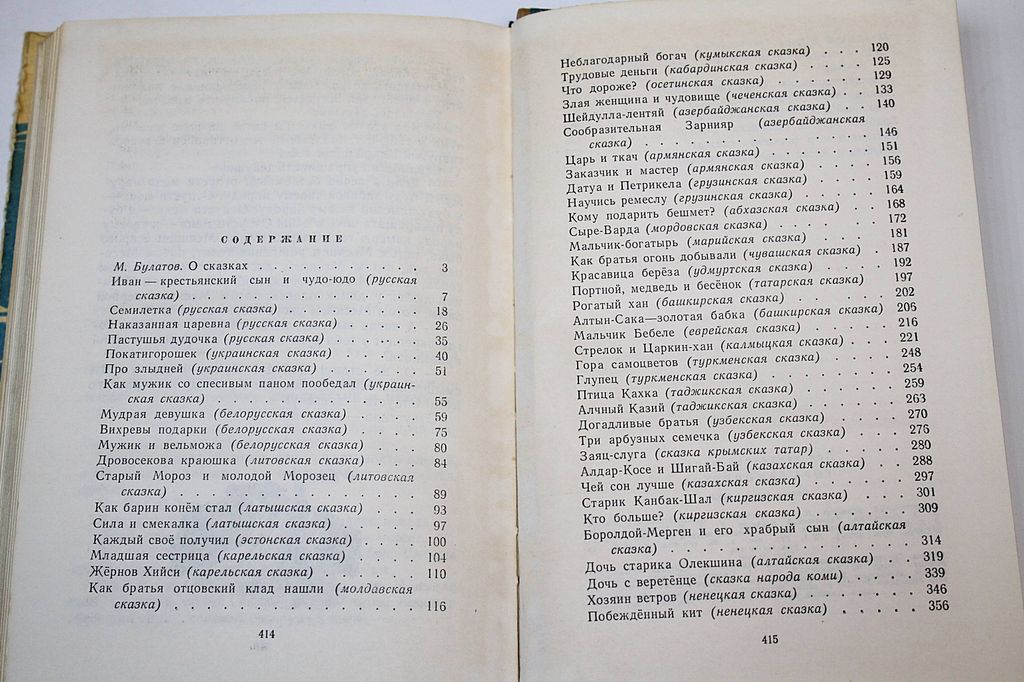 СОДЕРЖАНИЕ
М. Булатов. О сказках . . . . . . . . . . . 3
Иван — крестьянский сын и чудо-юдо (русская
сказка) . . . . . . . . . . . . . . . . 7
Семилетка (русская сказка) . . . . . . . . . 18
Наказанная царевна (русская сказка) . . . . . 26
Пастушья дудочка (русская сказка) . . . . . . 35
Покатигорошек (украинская сказка) . . . . . 40
Про злыдней (украинская сказка) . . . . . . 51
Как мужик со спесивым паном пообедал (украин-
ская сказка) . . . . . . . . . . . . . . 55
Мудрая девушка (белорусская сказка) . . . . 59
Вихревы подарки (белорусская сказка) . . . . 75
Мужик и вельможа (белорусская сказка) . . . 80
Дровосекова краюшка (литовская сказка) . . . 84
Старый Мороз и молодой Морозец (литовская
сказка) . . . . . . . . . . . . . . . . 89
Как барин конём стал (латышская сказка) . . . 93
Сила и смекалка (латышская сказка) . . . . . 97
Каждый своё получил (эстонская сказка) . . . . 100
Младшая сестрица (карельская сказка) . . . . 104
Жёрнов Хийси (карельская сказка) . . . . . . 110
Как братья отцовский клад нашли (молдавская
сказка) . . . . . . . . . . . . . . . . 116
414
Неблагодарный богач (кумыкская сказка) . . . 120
Трудовые деньги (кабардинская сказка) . . . . 125
Что дороже? (осетинская сказка) . . . . . . 129
Злая женщина и чудовище (чеченская сказка) . . 133
Шейдулла-лентяй (азербайджанская сказка) . . 140
Сообразительная Зарнияр (азербайджанская
сказка) . . . . . . . . . . . . . . . 146
Царь и ткач (армянская сказка) . . . . . . 151
Заказчик и мастер (армянская сказка) . . . . 156
Датуа и Петрикела (грузинская сказка) . . . . 159
Научись ремеслу (грузинская сказка) . . . . . 164
Кому подарить бешмет? (абхазская сказка) . . 168
Сыре-Варда (мордовская сказка) . . . . . . 172
Мальчик-богатырь (марийская сказка) . . . . 181
Как братья огонь добывали (чувашская сказка) . 187
Красавица берёза (удмуртская сказка) . . . . 192
Портной, медведь и бесёнок (татарская сказка) 197
Рогатый хан (башкирская сказка) . . . . . . 202
Алтын-Сака—золотая бабка (башкирская сказка) 206
Мальчик Бебеле (еврейская сказка) . . . . . 216
Стрелок и Царкин-хан (калмыцкая сказка) . . . 221
Гора самоцветов (туркменская сказка) . . . . 248
Глупец (туркменская сказка) . . . . . . . 254
Птица Кахка (таджикская сказка) . . . . . . 259
Алчный Казий (таджикская сказка) . . . . . . 263
Догадливые братья (узбекская сказка) . . . . 270
Три арбузных семечка (узбекская сказка) . . . 276
Заяц-слуга (сказка крымских татар) . . . . . 280
Алдар-Косе и Шигай-Бай (казахская сказка) . . 288
Чей сон лучше (казахская сказка) . . . . . . 297
Старик Канбак-Шал (киргизская сказка) . . . 301
Кто больше? (киргизская сказка) . . . . . . 309
Боролдой-Мерген и его храбрый сын (алтайская
сказка) . . . . . . . . . . . . . . . 314
Дочь старика Олекшина (алтайская сказка) . . 319
Дочь с веретёнце (сказка народа коми) . . . . 339
Хозяин ветров (ненецкая сказка) . . . . . . 346
Побеждённый кит (ненецкая сказка) . . . . . 356
415